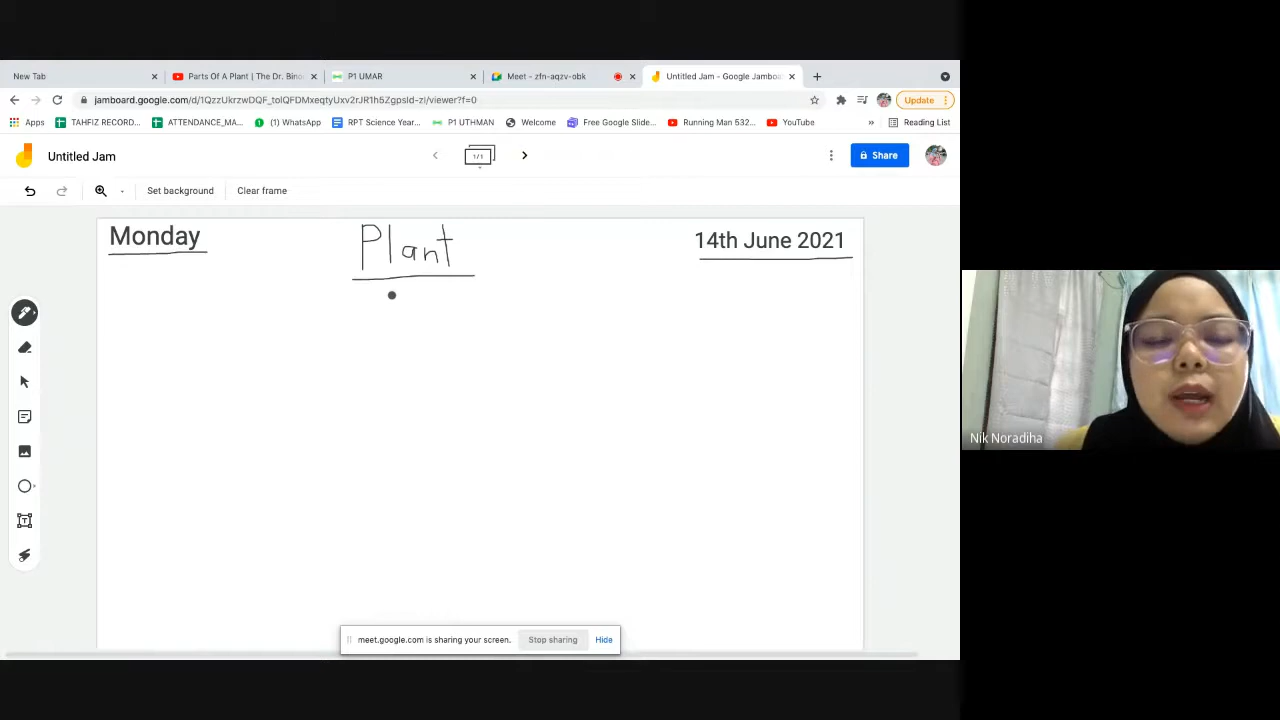 New Tab
Parts Of A Plant | The Dr. Bino
P1 UMAR
Meet - zfn-aqzv-obk
Untitled Jam - Google Jamboa
jamboard.google.com/d/1QzzUkrzwDQF_tolQFDMxeqtyUxv2rJR1h5Zgpsld-zI/viewer?f=0
Update
Apps
TAHFIZ RECORD...
ATTENDANCE_MA...
(1) WhatsApp
RPT Science Year...
P1 UTHMAN
Welcome
Free Google Slide...
Running Man 532...
YouTube
»
Reading List
Untitled Jam
1/1
Share
Set background
Clear frame
Monday
Plant
14th June 2021
Nik Noradiha
meet.google.com is sharing your screen.
Stop sharing
Hide